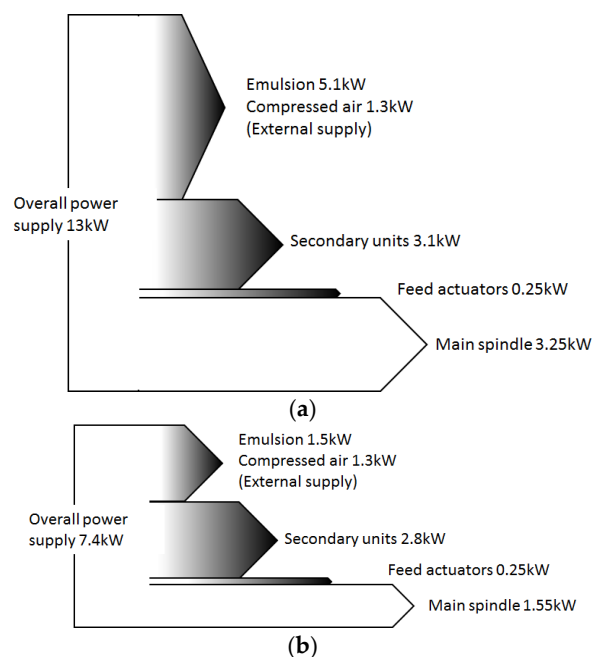 Emulsion 5.1kW
Compressed air 1.3kW
(External supply)
Overall power
supply 13kW
Secondary units 3.1kW
Feed actuators 0.25kW
Main spindle 3.25kW
(a)
Emulsion 1.5kW
Compressed air 1.3kW
(External supply)
Overall power
supply 7.4kW
Secondary units 2.8kW
Feed actuators 0.25kW
Main spindle 1.55kW
(b)